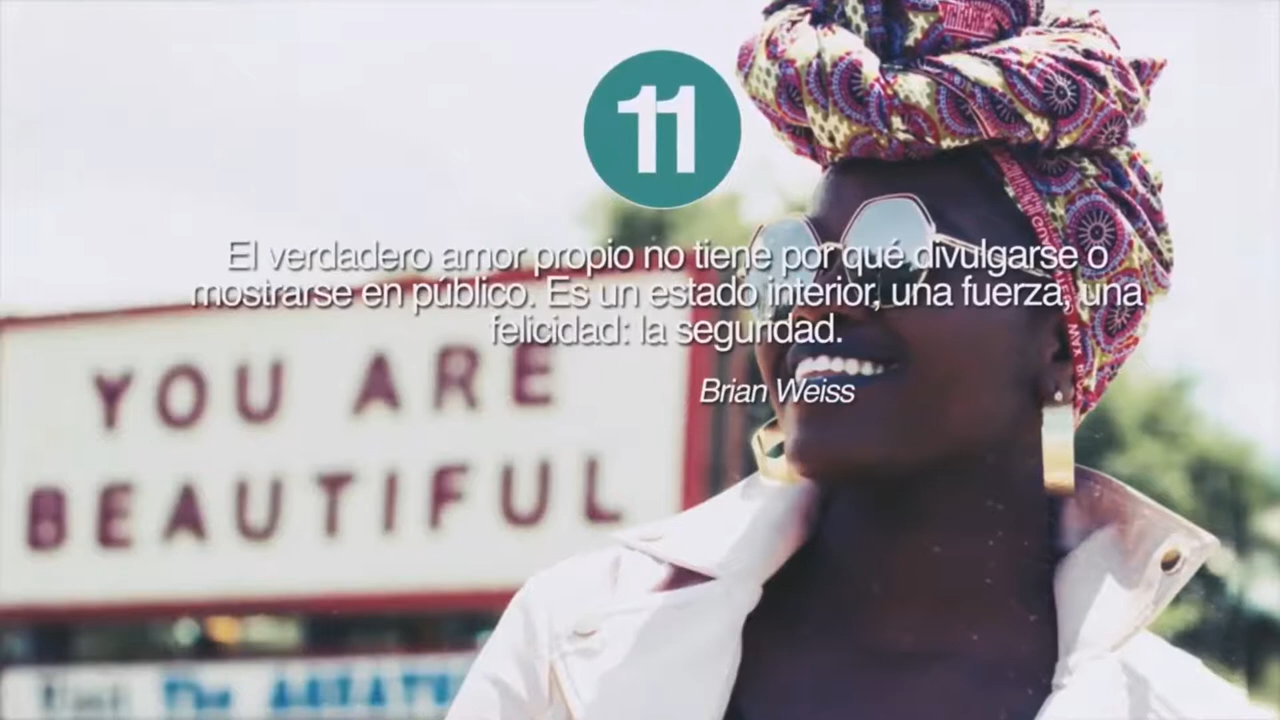 11
El verdadero amor propio no tiene por qué divulgarse o
mostrarse en público. Es un estado interior, una fuerza, una
felicidad: la seguridad.
Brian Weiss
YOU ARE
BEAUTIFUL
The